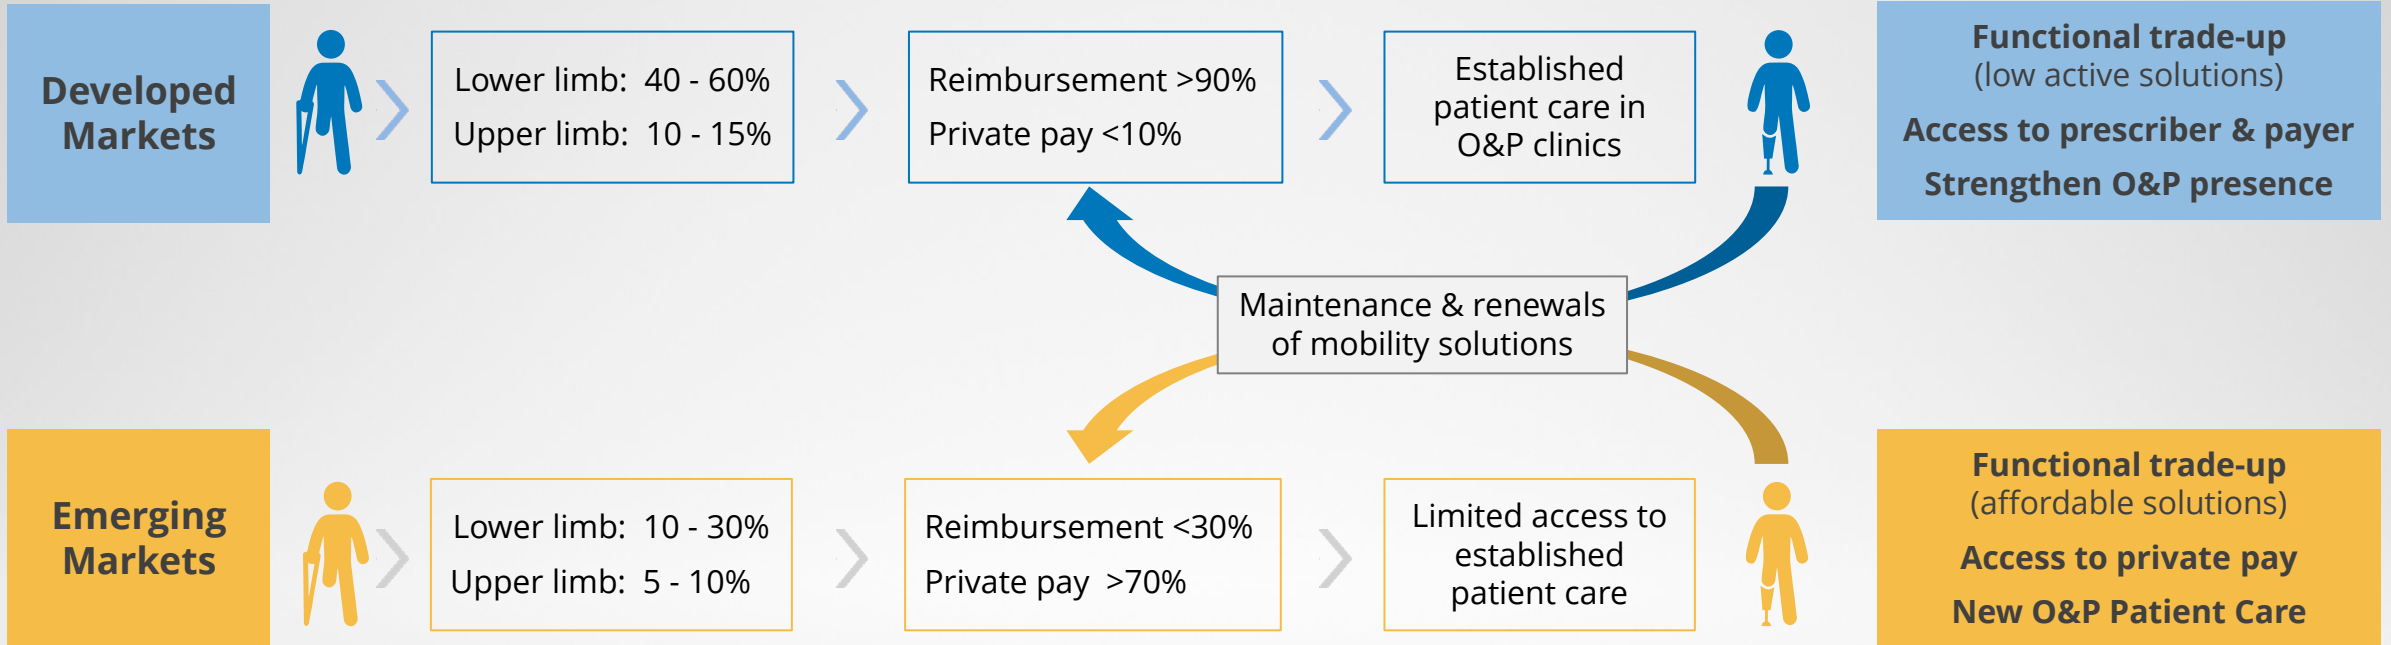 Developed
Markets
Lower limb: 40 - 60%
Upper limb: 10 - 15%
Reimbursement >90%
Private pay <10%
Established
patient care in
O&P clinics
Functional trade-up
(low active solutions)
Access to prescriber & payer
Strengthen O&P presence
Maintenance & renewals
of mobility solutions
Emerging
Markets
Lower limb: 10 - 30%
Upper limb: 5 - 10%
Reimbursement <30%
Private pay >70%
Limited access to
established
patient care
Functional trade-up
(affordable solutions)
Access to private pay
New O&P Patient Care